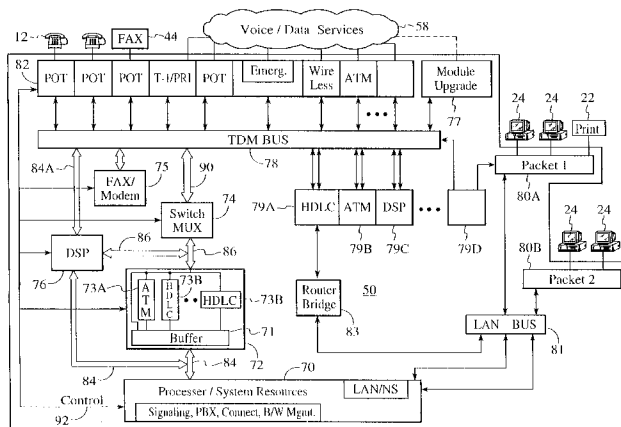 12
FAX
44
Voice / Data Services
58
82
POT
POT
POT
T-1/PRI
POT
Emerg.
Wire
Less
ATM
Module
Upgrade
77
24
24
22
Print
TDM BUS
78
84A
90
FAX/
Modem
75
Switch
MUX
74
79A
HDLC
ATM
DSP
79B
79C
79D
Packet 1
80A
24
24
80B
Packet 2
DSP
76
86
86
73A
ATM
HDLC
73B
HDLC
73B
Buffer
71
72
Router
Bridge
83
50
LAN BUS
81
84
84
70
Processer / System Resources
LAN/NS
Control
92
Signaling, PBX, Connect, B/W Mgmt.